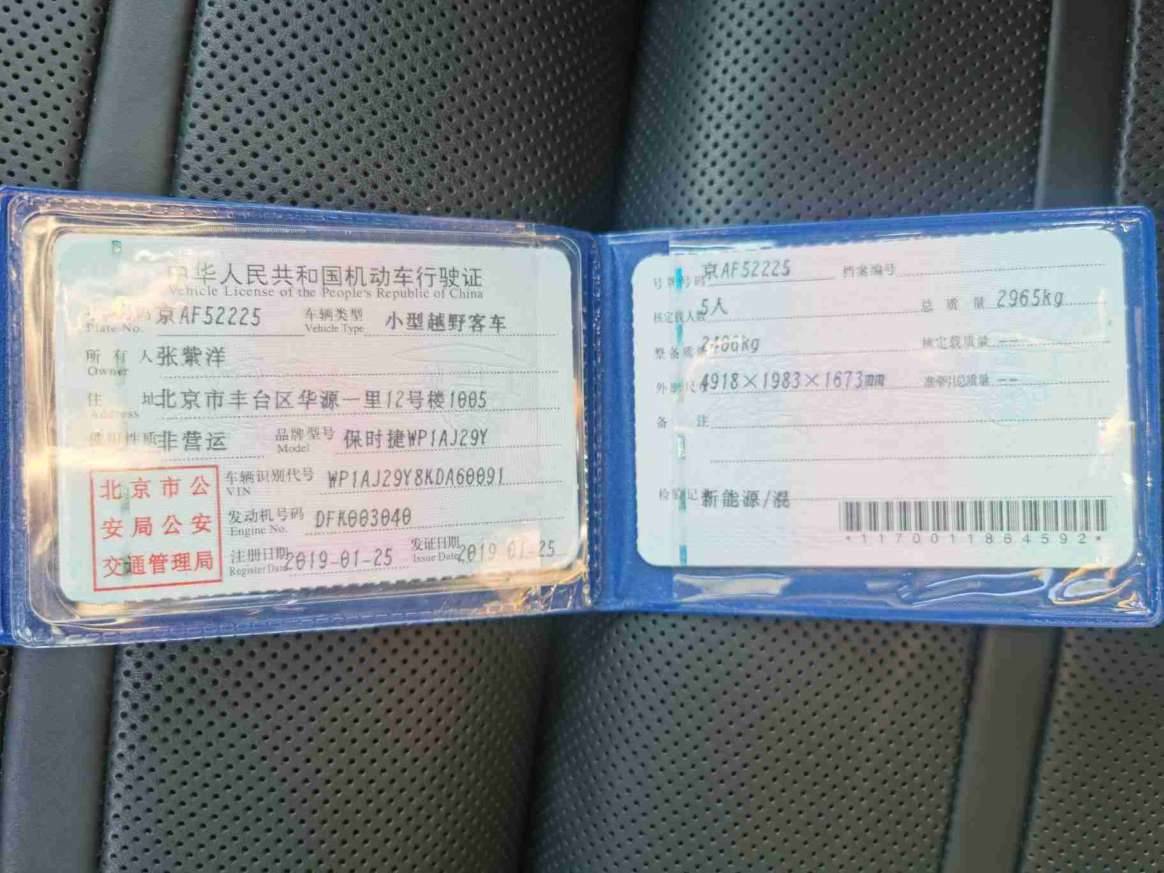 中华人民共和国机动车行驶证
Vehicle License of the People's Republic of China
Plate No. 京AF52225 车辆类型 Vehicle Type 小型越野客车
所有人 Owner 张紫洋
住址 Address 北京市丰台区华源一里12号楼1005
使用性质 非营运 品牌型号 Model 保时捷WP1AJ29Y
车辆识别代号 VIN WP1AJ29Y8KDA60091
发动机号码 Engine No. DFK003040
注册日期 Register Date 2019-01-25 发证日期 Issue Date 2019-01-25
北京市公
安局公安
交通管理局
号牌号码 京AF52225 档案编号
核定载人数 5人 总质量 2965kg
整备质量 核定载质量 --
外廓尺寸 4918×1983×1673mm 准牵引总质量 --
备注
检验记录 新能源/混
*1170011864592*